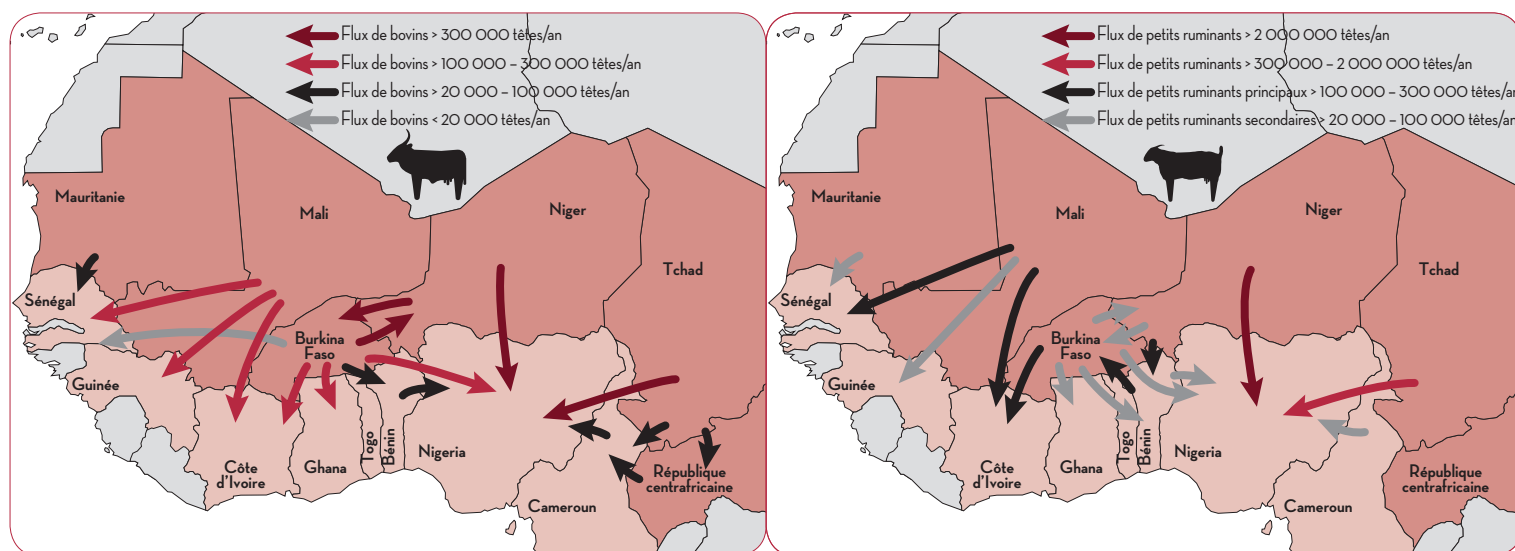 Flux de bovins > 300 000 têtes/an
Flux de bovins > 100 000 – 300 000 têtes/an
Flux de bovins > 20 000 – 100 000 têtes/an
Flux de bovins < 20 000 têtes/an
Mauritanie
Mali
Niger
Tchad
Sénégal
Burkina
Faso
Guinée
Côte
d’Ivoire
Ghana
Togo
Bénin
Nigeria
Cameroun
République
centrafricaine
Flux de petits ruminants > 2 000 000 têtes/an
Flux de petits ruminants > 300 000 – 2 000 000 têtes/an
Flux de petits ruminants principaux > 100 000 – 300 000 têtes/an
Flux de petits ruminants secondaires > 20 000 – 100 000 têtes/an
Mauritanie
Mali
Niger
Tchad
Sénégal
Burkina
Faso
Guinée
Côte
d’Ivoire
Ghana
Togo
Bénin
Nigeria
Cameroun
République
centrafricaine